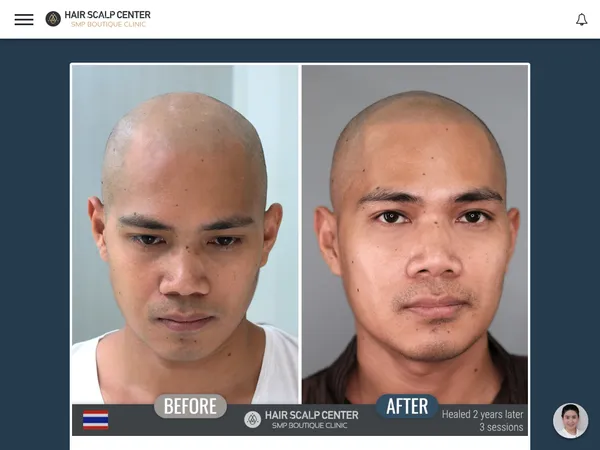 HAIR SCALP CENTER
SMP BOUTIQUE CLINIC
BEFORE
HAIR SCALP CENTER
SMP BOUTIQUE CLINIC
AFTER
Healed 2 years later
3 sessions